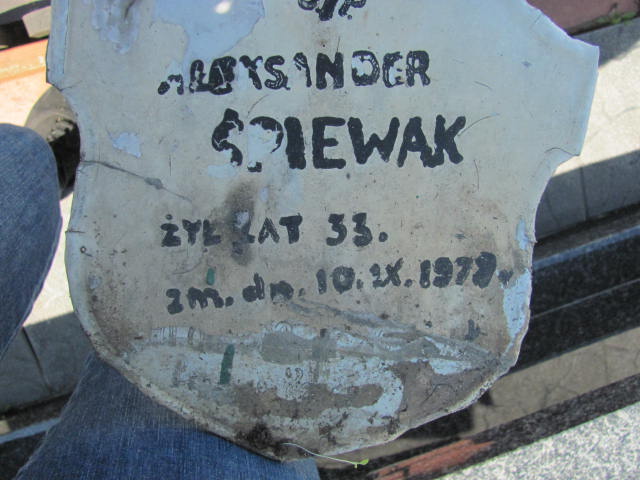 Ś/P
ALEKSANDER
ŚPIEWAK
ŻYŁ LAT 33.
zm. dn. 10. IX. 1979